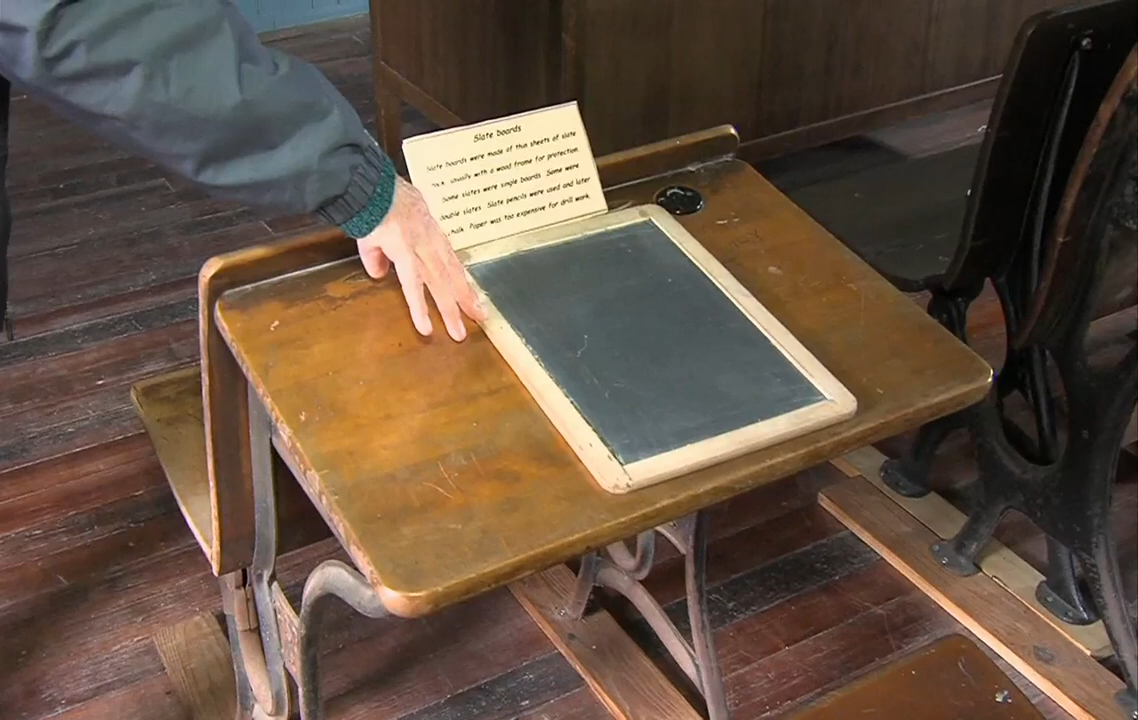 Slate boards
Slate boards were made of thin sheets of slate
usually with a wood frame for protection
some slates were single boards. Some were
double slates. Slate pencils were used and later
chalk. Paper was too expensive for drill work.